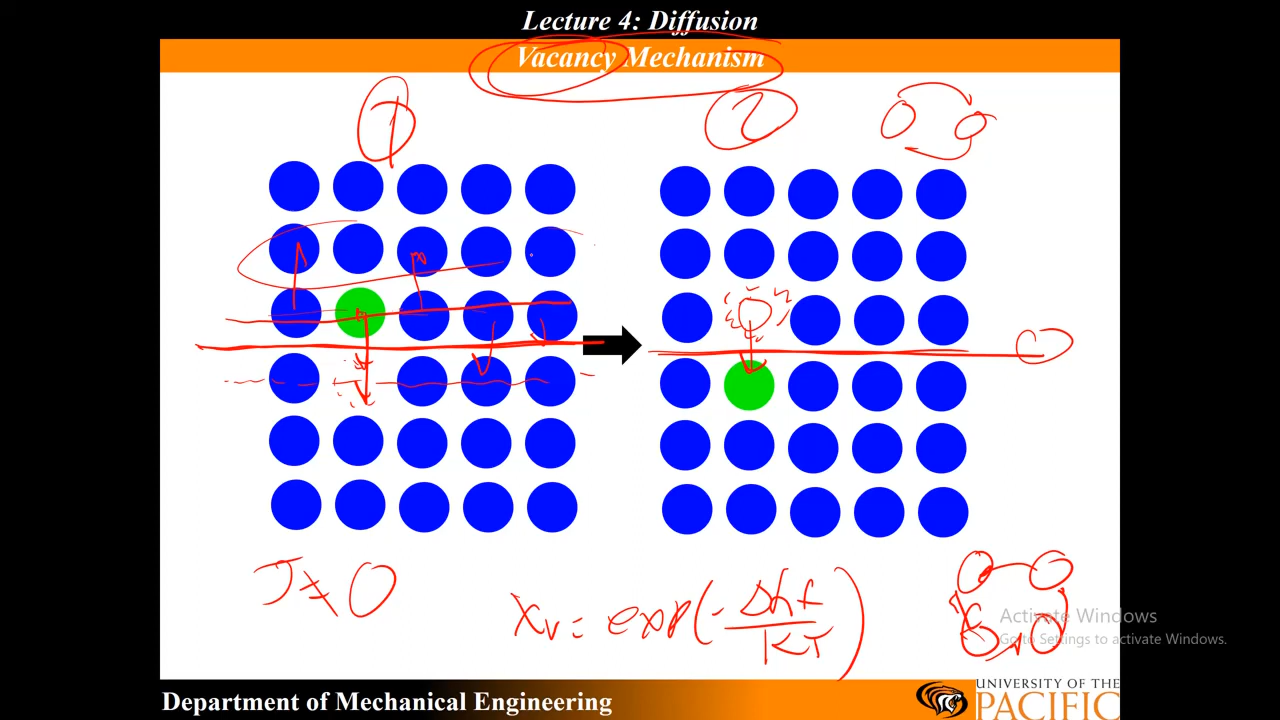 Lecture 4: Diffusion
Vacancy Mechanism
1
2
J ≠ 0
Xv = exp(-Δhf/KT)
Activate Windows
Go to Settings to activate Windows.
Department of Mechanical Engineering
UNIVERSITY OF THE
PACIFIC